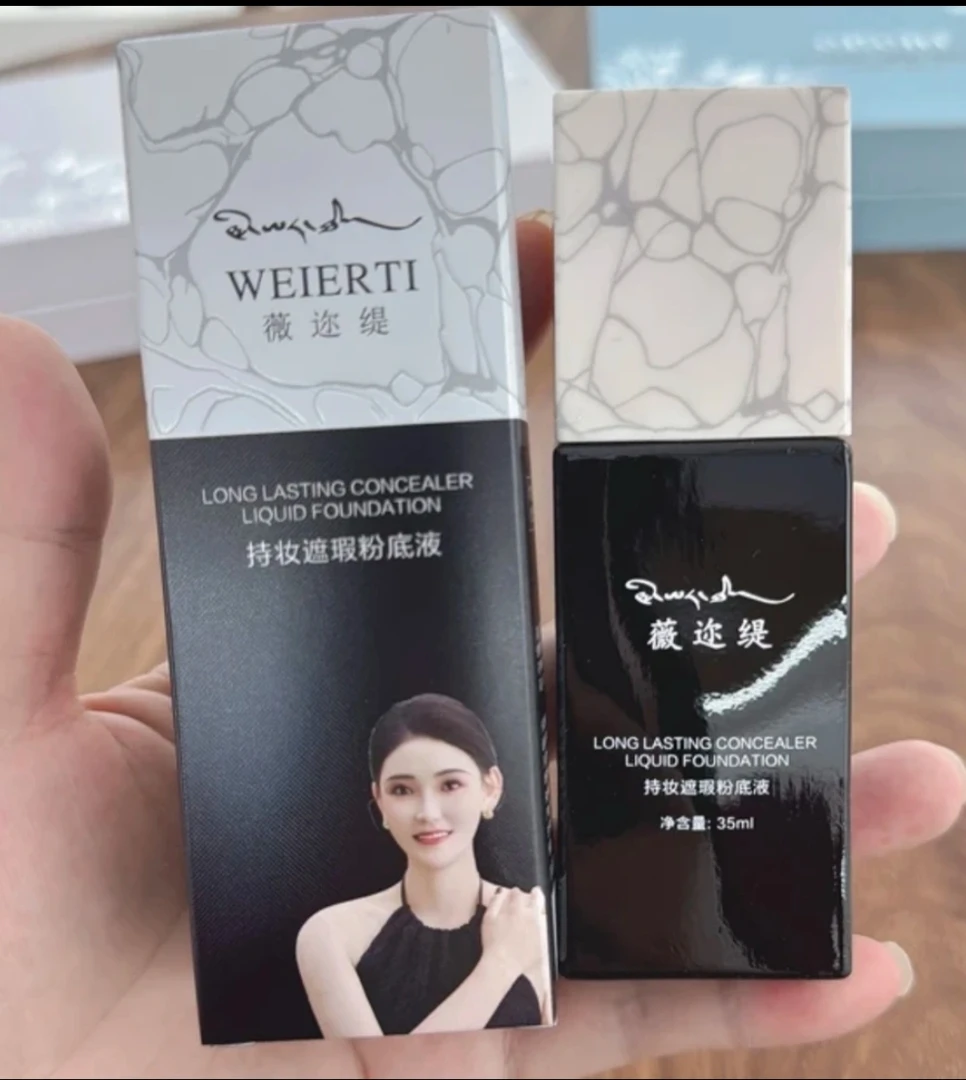 WEIERTI
薇迩缇
LONG LASTING CONCEALER
LIQUID FOUNDATION
持妆遮瑕粉底液
薇迩缇
LONG LASTING CONCEALER
LIQUID FOUNDATION
持妆遮瑕粉底液
净含量: 35ml